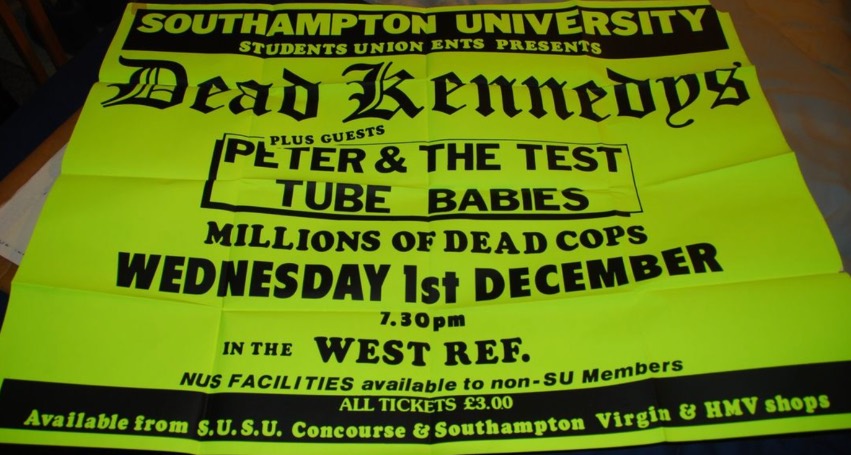 SOUTHAMPTON UNIVERSITY
STUDENTS UNION ENTS PRESENTS
Dead Kennedys
PLUS GUESTS
PETER & THE TEST
TUBE BABIES
MILLIONS OF DEAD COPS
WEDNESDAY 1st DECEMBER
7.30pm
IN THE WEST REF.
NUS FACILITIES available to non-SU Members
ALL TICKETS £3.00
Available from S.U.S.U. Concourse & Southampton Virgin & HMV shops